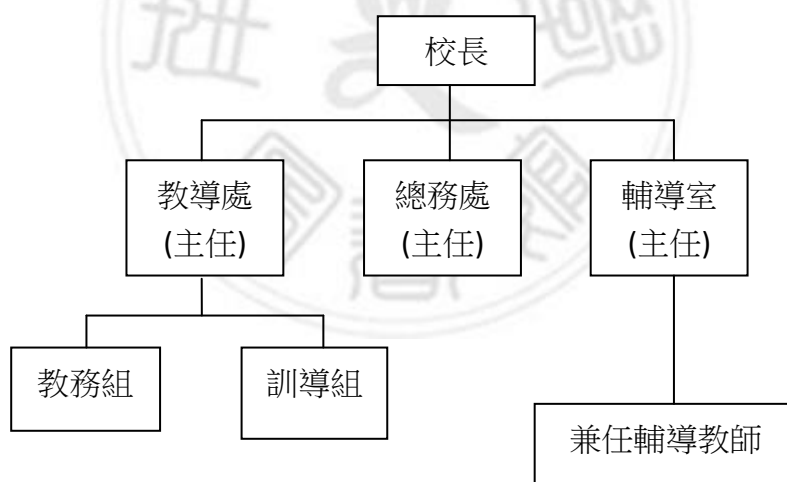 校長
教導處
(主任)
總務處
(主任)
輔導室
(主任)
教務組
訓導組
兼任輔導教師